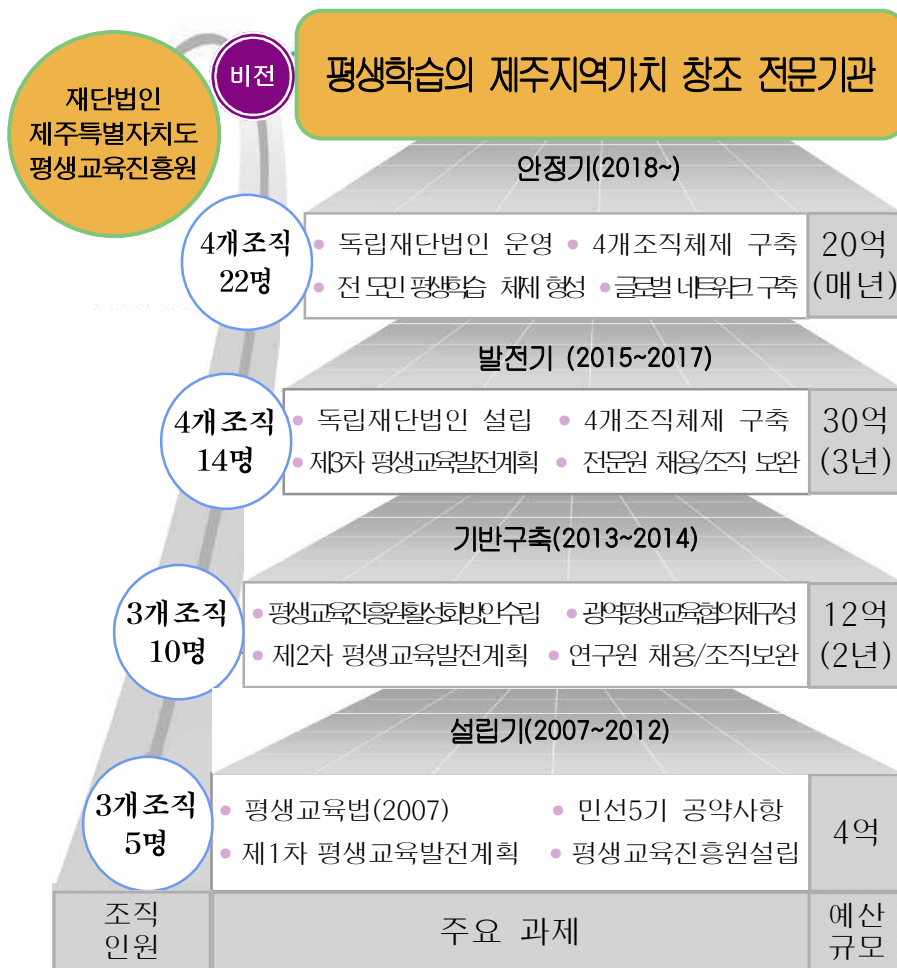 재단법인
제주특별자치도
평생교육진흥원
비전
평생학습의 제주지역가치 창조 전문기관
안정기(2018~)
4개조직
22명
• 독립재단법인 운영 • 4개조직체제 구축
• 전 도민 평생학습 체제 형성 • 글로벌 네트워크 구축
20억
(매년)
발전기 (2015~2017)
4개조직
14명
• 독립재단법인 설립 • 4개조직체제 구축
• 제3차 평생교육발전계획 • 전문원 채용/조직 보완
30억
(3년)
기반구축(2013~2014)
3개조직
10명
• 평생교육진흥원활성화방안수립 • 광역평생교육협의체구성
• 제2차 평생교육발전계획 • 연구원 채용/조직보완
12억
(2년)
설립기(2007~2012)
3개조직
5명
• 평생교육법(2007) • 민선5기 공약사항
• 제1차 평생교육발전계획 • 평생교육진흥원설립
4억
조직
인원
주요 과제
예산
규모